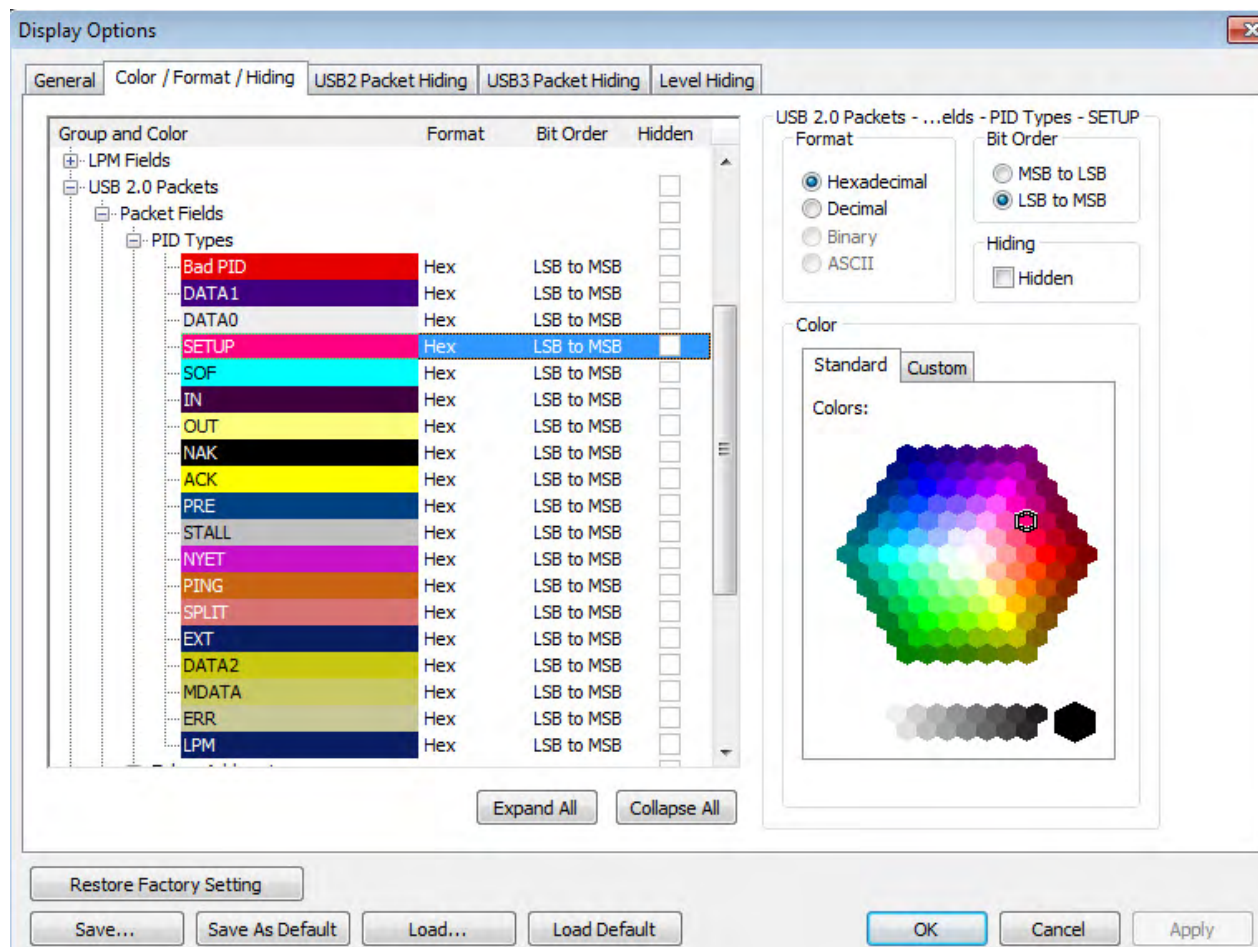 Display Options
General Color / Format / Hiding USB2 Packet Hiding USB3 Packet Hiding Level Hiding
Group and Color Format Bit Order Hidden
LPM Fields
USB 2.0 Packets
Packet Fields
PID Types
Bad PID Hex LSB to MSB
DATA1 Hex LSB to MSB
DATA0 Hex LSB to MSB
SETUP Hex LSB to MSB
SOF Hex LSB to MSB
IN Hex LSB to MSB
OUT Hex LSB to MSB
NAK Hex LSB to MSB
ACK Hex LSB to MSB
PRE Hex LSB to MSB
STALL Hex LSB to MSB
NYET Hex LSB to MSB
PING Hex LSB to MSB
SPLIT Hex LSB to MSB
EXT Hex LSB to MSB
DATA2 Hex LSB to MSB
MDATA Hex LSB to MSB
ERR Hex LSB to MSB
LPM Hex LSB to MSB
Expand All Collapse All
USB 2.0 Packets - ...elds - PID Types - SETUP
Format
Hexadecimal
Decimal
Binary
ASCII
Bit Order
MSB to LSB
LSB to MSB
Hiding
Hidden
Color
Standard Custom
Colors:
Restore Factory Setting
Save... Save As Default Load... Load Default OK Cancel Apply